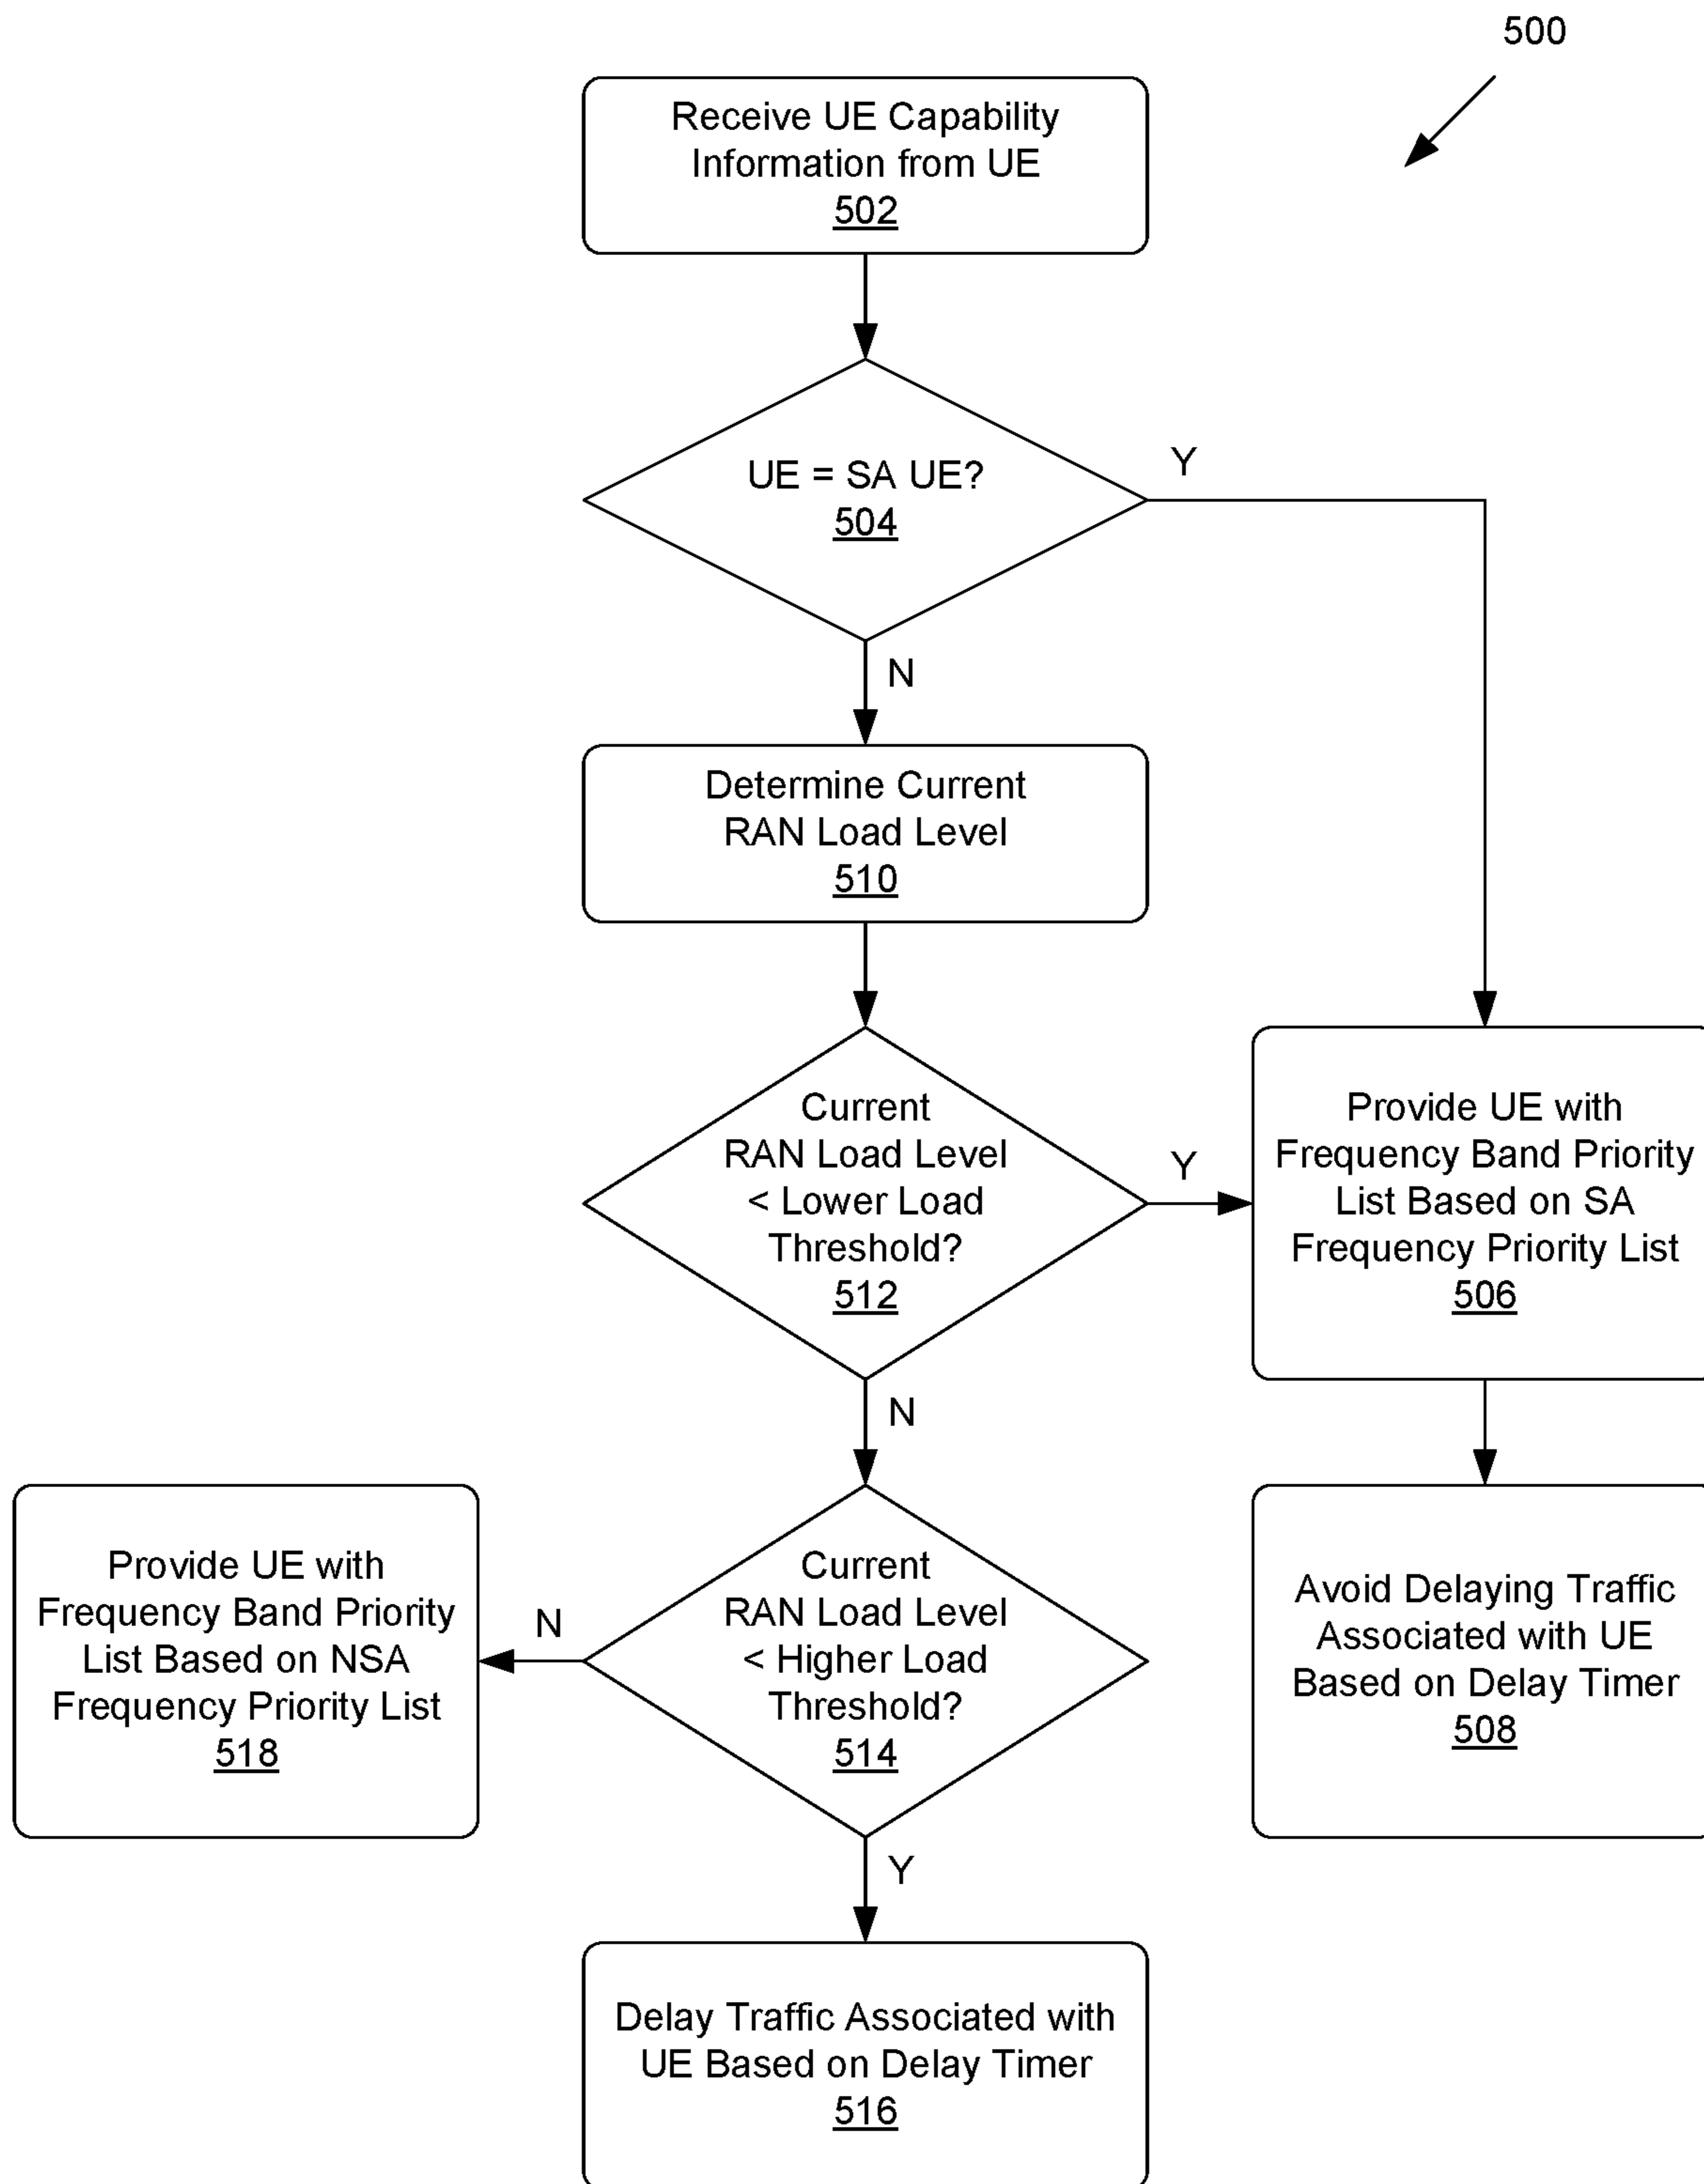 500
Receive UE Capability
Information from UE
502
UE = SA UE?
504
Y
N
Determine Current
RAN Load Level
510
Current
RAN Load Level
< Lower Load
Threshold?
512
Y
Provide UE with
Frequency Band Priority
List Based on SA
Frequency Priority List
506
N
Provide UE with
Frequency Band Priority
List Based on NSA
Frequency Priority List
518
N
Current
RAN Load Level
< Higher Load
Threshold?
514
Avoid Delaying Traffic
Associated with UE
Based on Delay Timer
508
Y
Delay Traffic Associated with
UE Based on Delay Timer
516